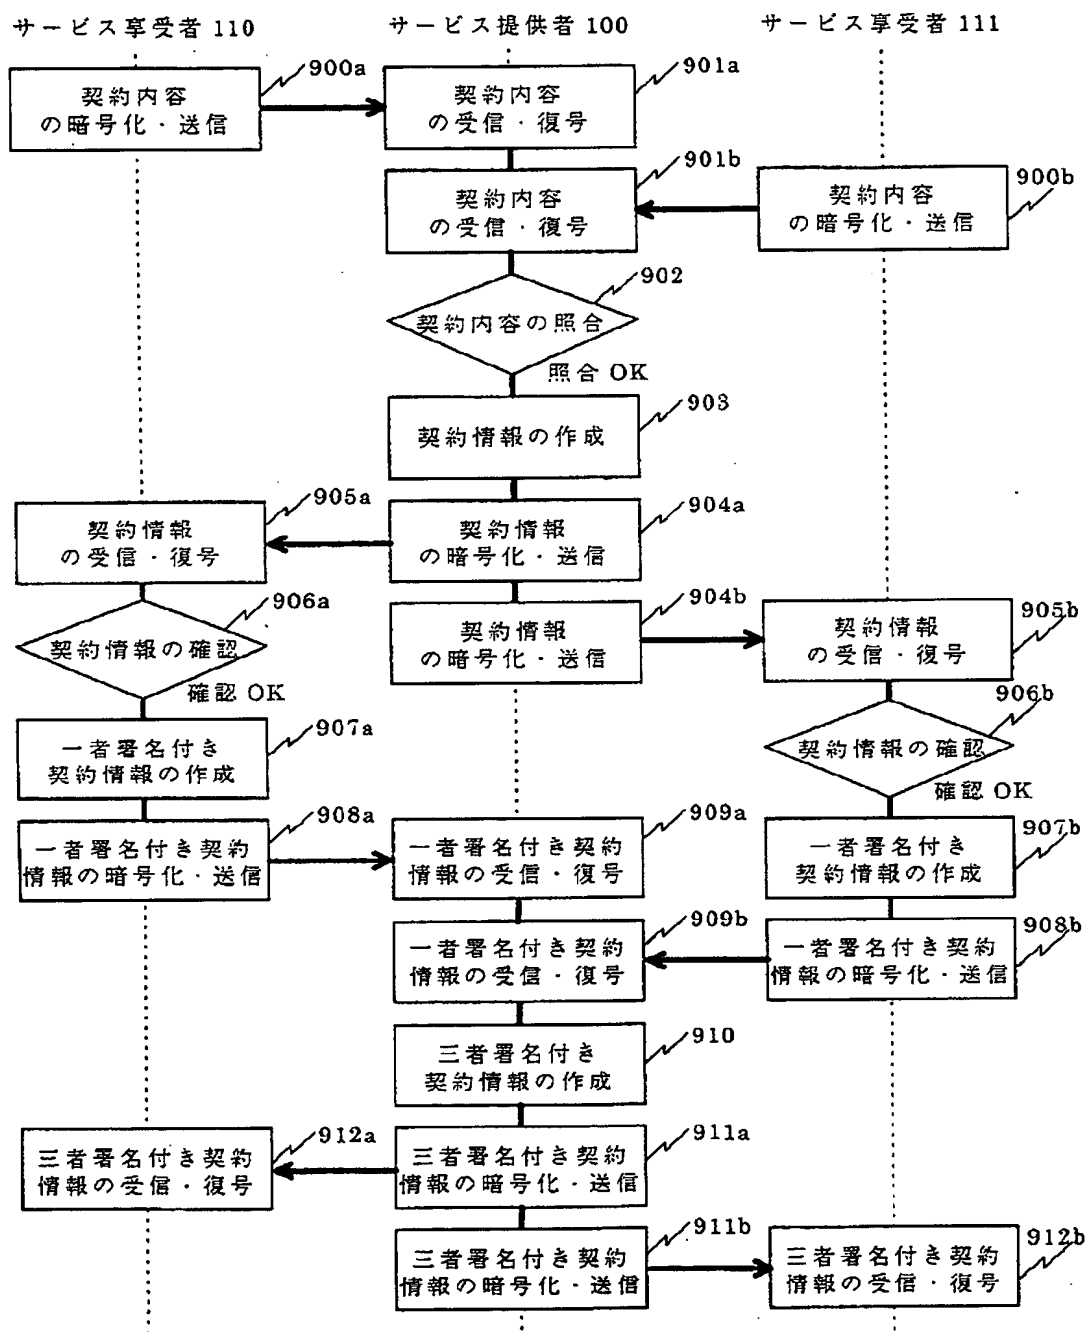 サービス享受者 110
サービス提供者 100
サービス享受者 111
900a
契約内容
の暗号化・送信
901a
契約内容
の受信・復号
901b
契約内容
の受信・復号
900b
契約内容
の暗号化・送信
902
契約内容の照合
照合 OK
903
契約情報の作成
904a
契約情報
の暗号化・送信
905a
契約情報
の受信・復号
904b
契約情報
の暗号化・送信
905b
契約情報
の受信・復号
906a
契約情報の確認
確認 OK
906b
契約情報の確認
確認 OK
907a
一者署名付き
契約情報の作成
907b
一者署名付き
契約情報の作成
908a
一者署名付き契約
情報の暗号化・送信
909a
一者署名付き契約
情報の受信・復号
909b
一者署名付き契約
情報の受信・復号
908b
一者署名付き契約
情報の暗号化・送信
910
三者署名付き
契約情報の作成
911a
三者署名付き契約
情報の暗号化・送信
912a
三者署名付き契約
情報の受信・復号
911b
三者署名付き契約
情報の暗号化・送信
912b
三者署名付き契約
情報の受信・復号